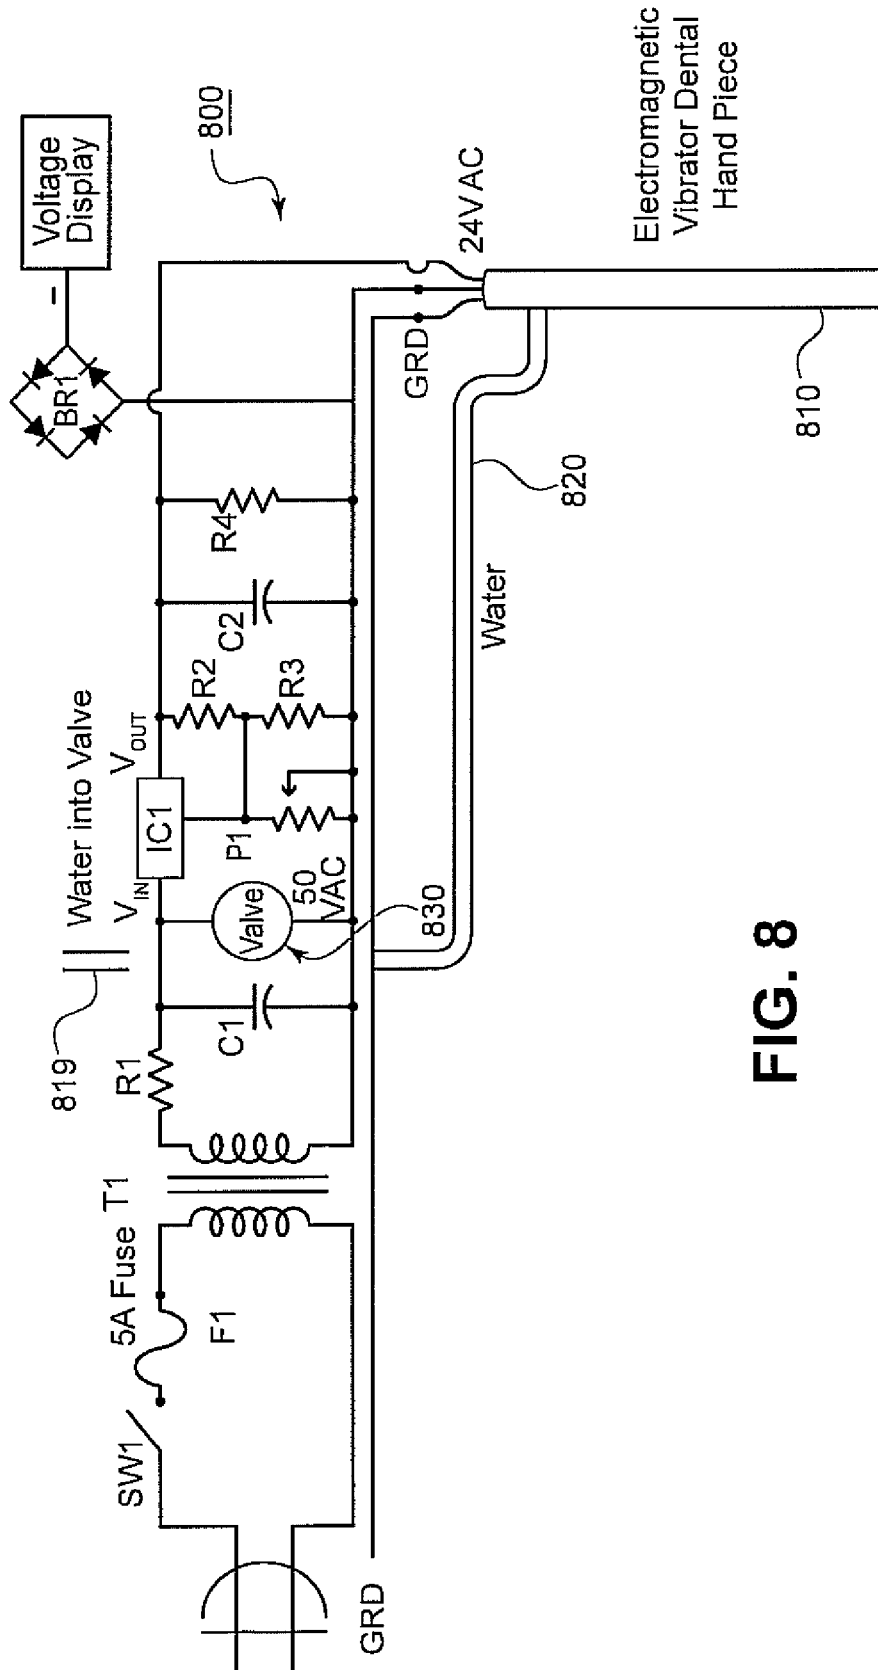 800
Voltage
Display
–
BR1
24V AC
GRD
Electromagnetic
Vibrator Dental
Hand Piece
810
820
Water
R4
C2
R2
R3
Water into Valve
VOUT
IC1
VIN
P1
Valve
50
VAC
830
819
C1
R1
T1
5A Fuse
F1
SW1
GRD
FIG. 8